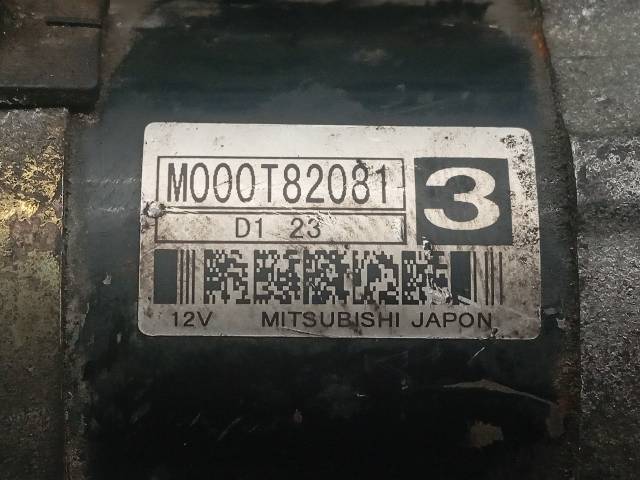 M000T82081
3
D1 23
12V MITSUBISHI JAPON